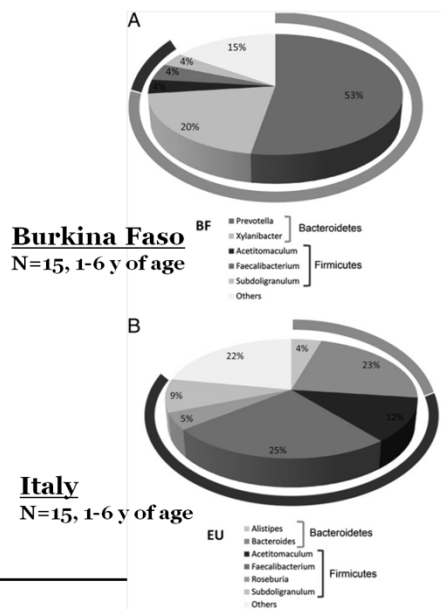 A
15%
4%
4%
4%
53%
20%
Burkina Faso
N=15, 1-6 y of age
BF
Prevotella
Xylanibacter
Bacteroidetes
Acetitomaculum
Faecalibacterium
Subdoligranulum
Firmicutes
Others
B
22%
4%
23%
9%
12%
5%
25%
Italy
N=15, 1-6 y of age
EU
Alistipes
Bacteroides
Bacteroidetes
Acetitomaculum
Faecalibacterium
Roseburia
Subdoligranulum
Firmicutes
Others